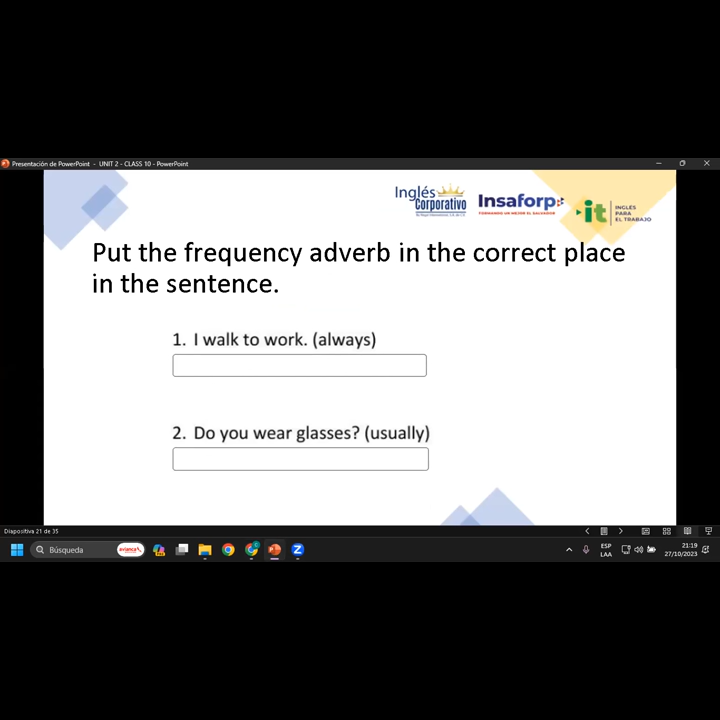 Presentación de PowerPoint - UNIT 2 - CLASS 10 - PowerPoint
Inglés
Corporativo
Insaforp
FORMANDO UN MEJOR EL SALVADOR
it
INGLÉS
PARA
EL TRABAJO
Put the frequency adverb in the correct place
in the sentence.
1. I walk to work. (always)
2. Do you wear glasses? (usually)
Diapositiva 21 de 35
Búsqueda
avianca
ESP
LAA
21:19
27/10/2023